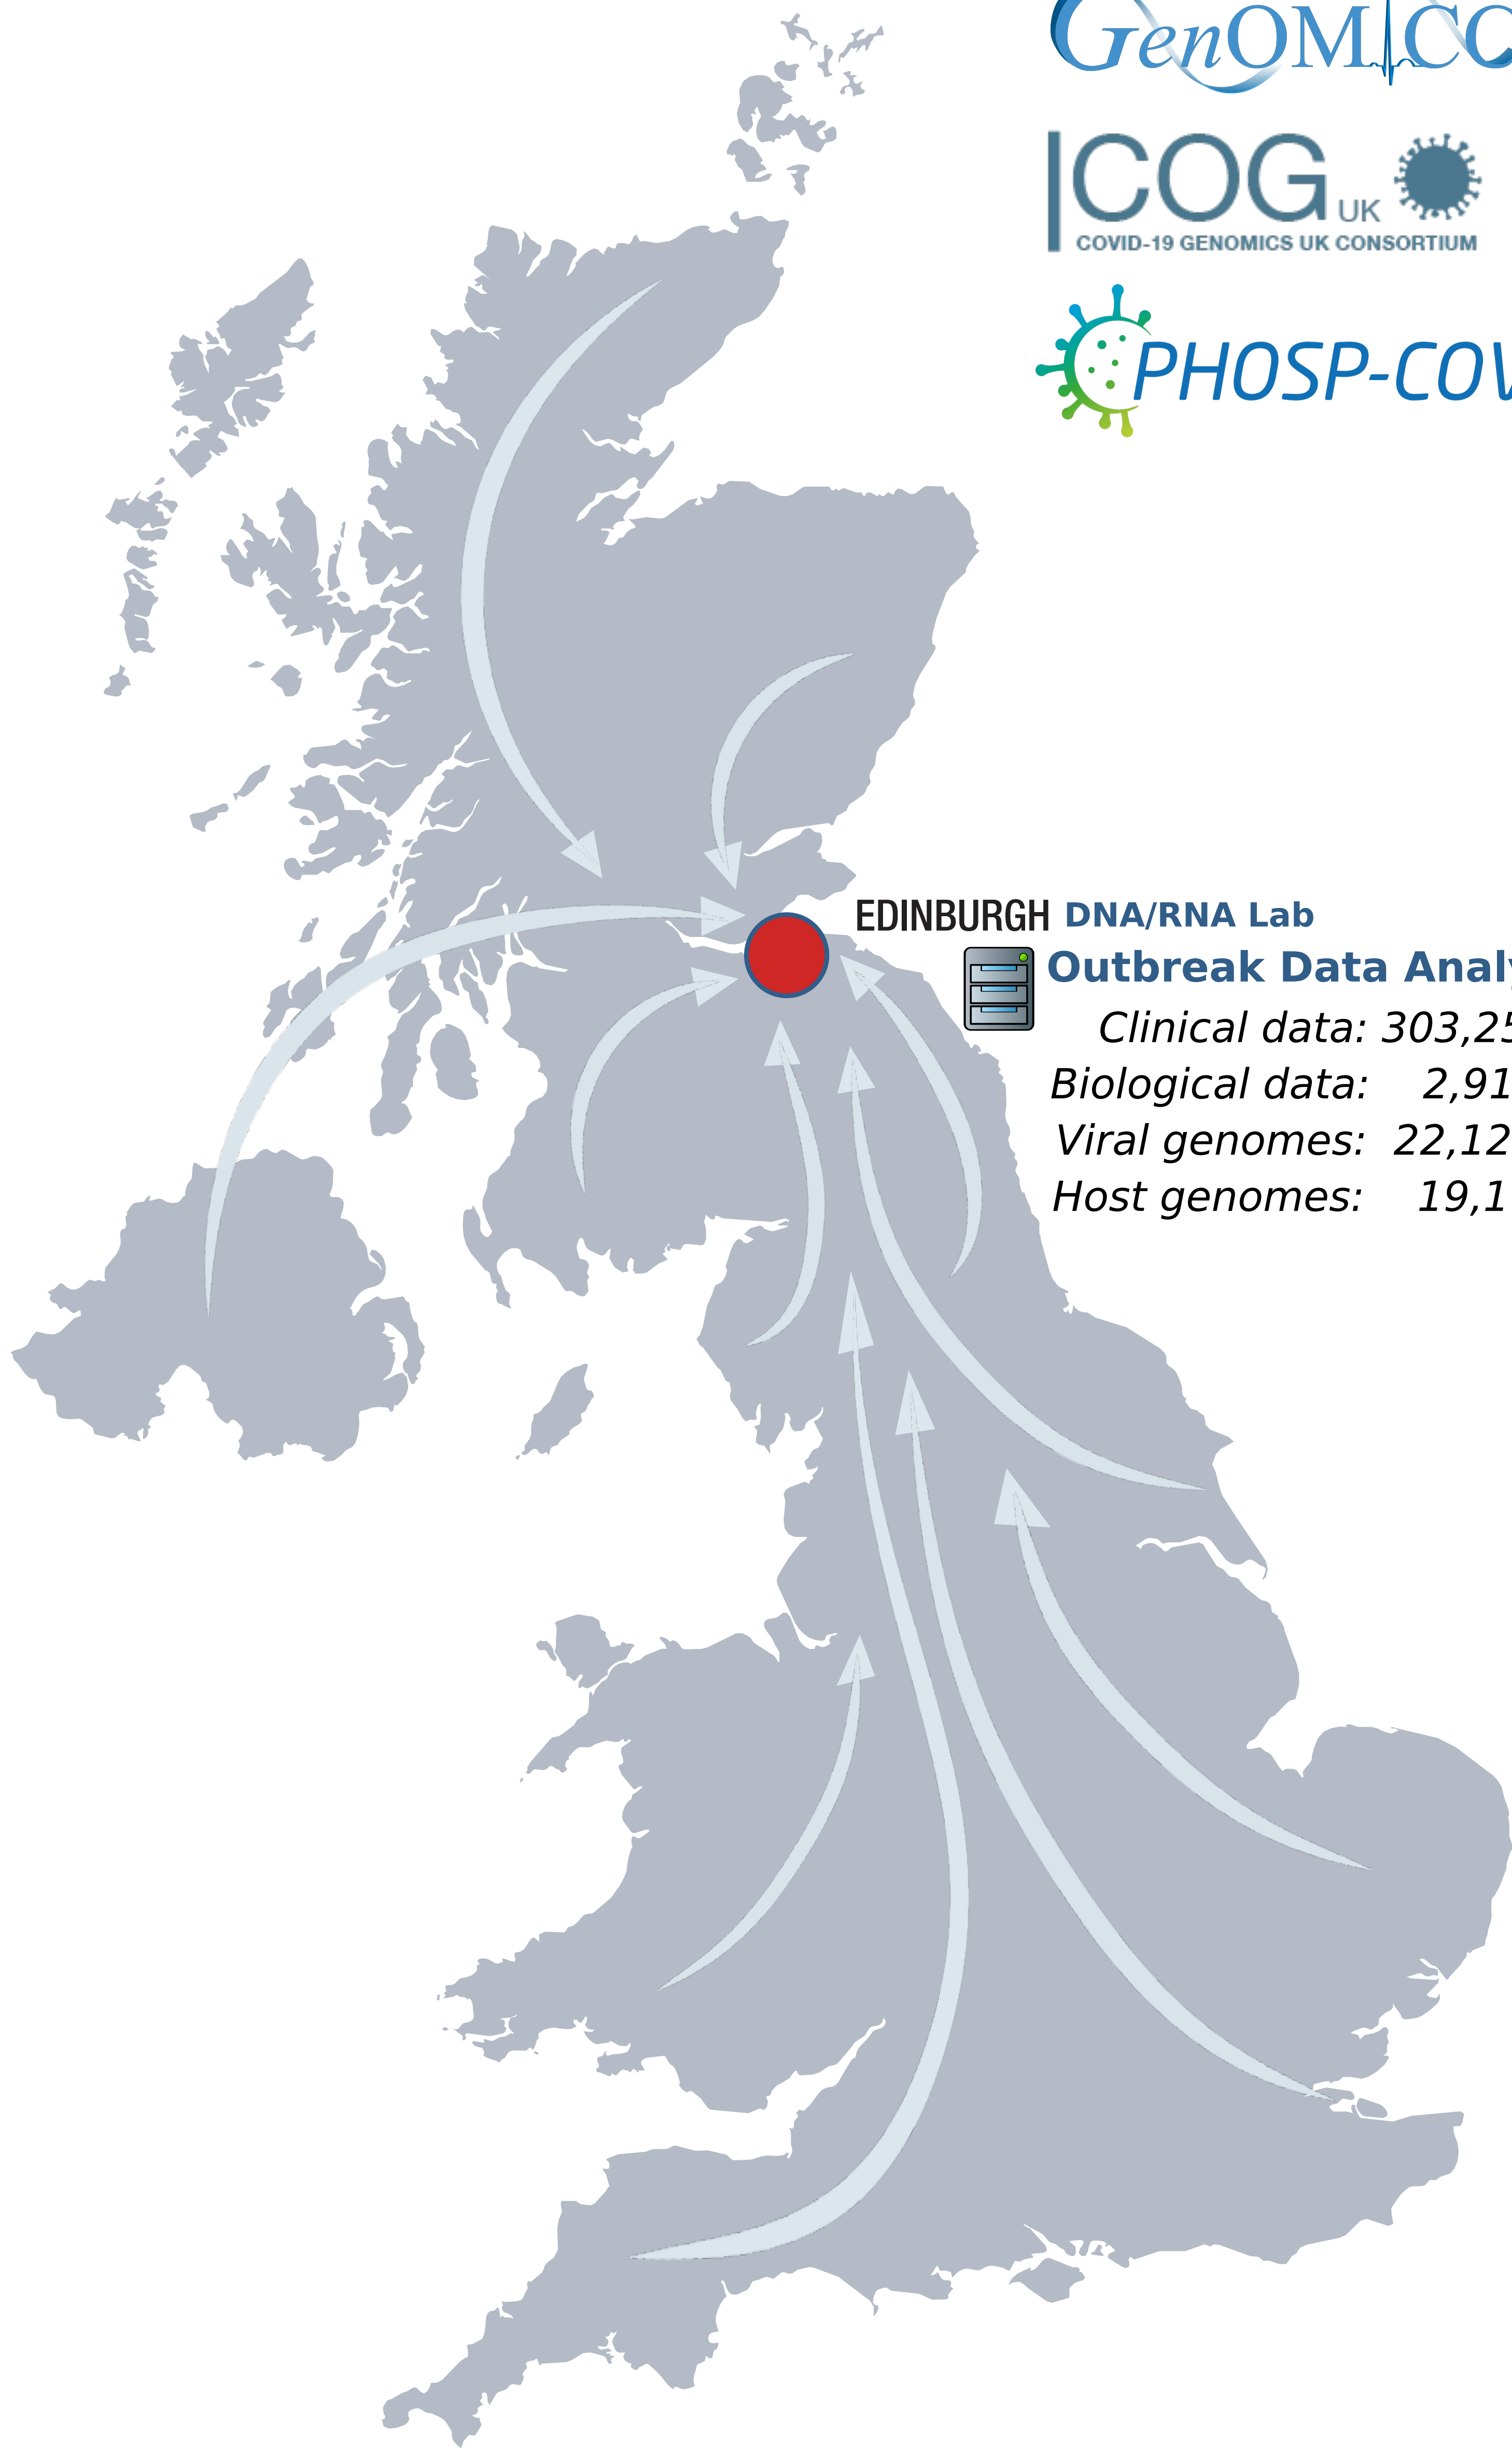 GenOMICC
COG UK
COVID-19 GENOMICS UK CONSORTIUM
PHOSP-COV
EDINBURGH DNA/RNA Lab
Outbreak Data Analy
Clinical data: 303,25
Biological data: 2,91
Viral genomes: 22,12
Host genomes: 19,1